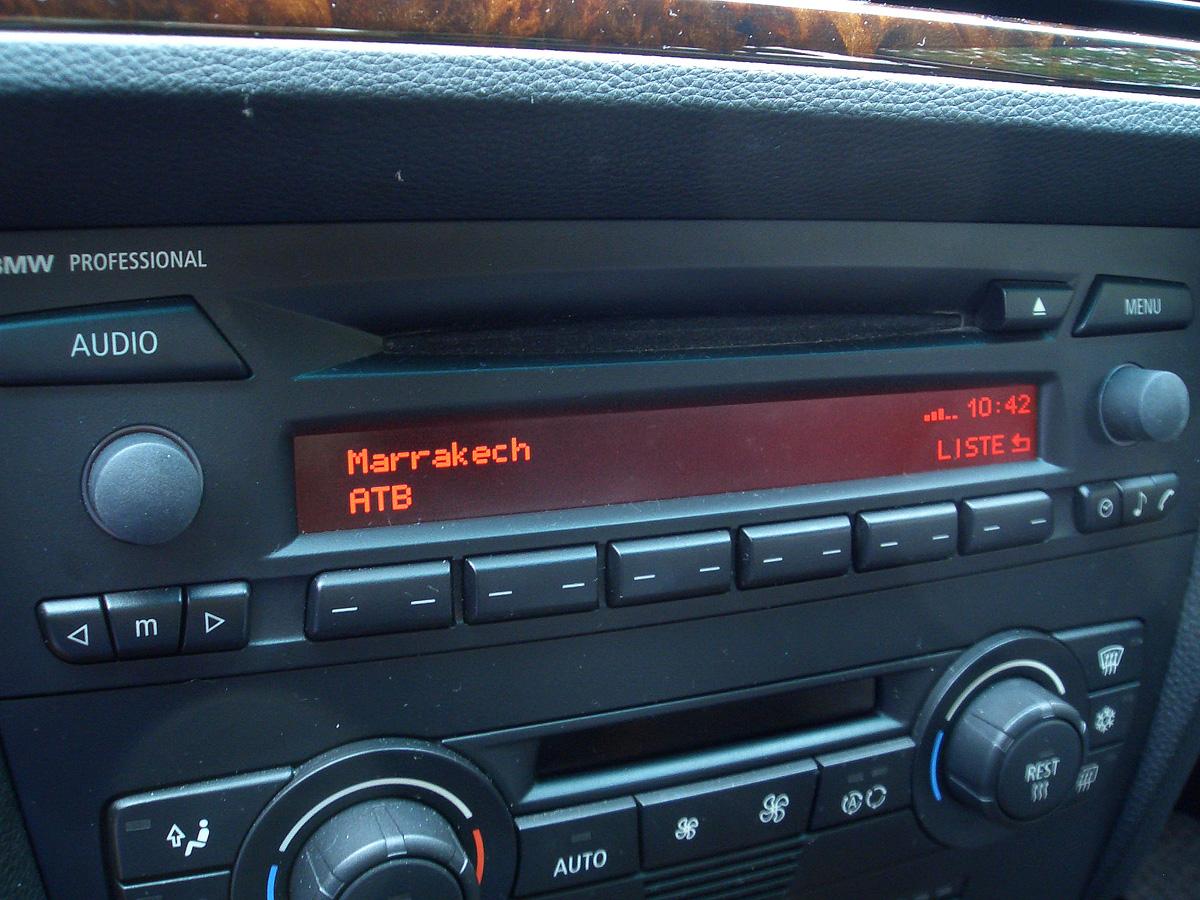 BMW PROFESSIONAL
AUDIO
MENU
10:42
Marrakech
LISTE
ATB
m
REST
AUTO